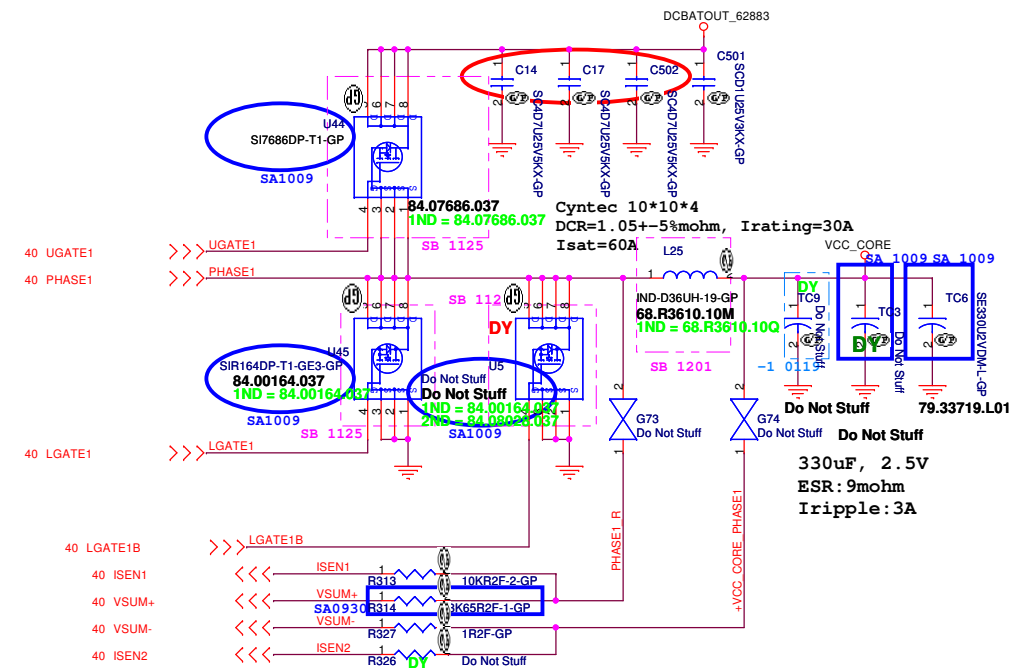 DCBATOUT_62883
C14
C17
C502
C501
SC4D7U25V5KX-GP
SC4D7U25V5KX-GP
SC4D7U25V5KX-GP
SCD1U25V3KX-GP
U44
SI7686DP-T1-GP
SA1009
84.07686.037
1ND = 84.07686.037
SB 1125
Cyntec 10*10*4
DCR=1.05+-5%mohm, Irating=30A
Isat=60A
40 UGATE1
UGATE1
40 PHASE1
PHASE1
L25
IND-D36UH-19-GP
68.R3610.10M
1ND = 68.R3610.10Q
SB 1201
VCC_CORE
SA 1009
SA 1009
DY
TC9
Do Not Stuff
-1 0119
TC3
DY
Do Not Stuff
TC6
SE330U2VDM-L-GP
79.33719.L01
Do Not Stuff
Do Not Stuff
330uF, 2.5V
ESR:9mohm
Iripple:3A
U45
SIR164DP-T1-GE3-GP
84.00164.037
1ND = 84.00164.037
SA1009
SB 1125
DY
U5
Do Not Stuff
Do Not Stuff
1ND = 84.00164.037
SA1009
G73
Do Not Stuff
G74
Do Not Stuff
40 LGATE1
LGATE1
40 LGATE1B
LGATE1B
PHASE1_R
+VCC_CORE_PHASE1
40 ISEN1
ISEN1
R313
10KR2F-2-GP
40 VSUM+
VSUM+
SA0930
R314
3K65R2F-1-GP
40 VSUM-
VSUM-
R327
1R2F-GP
40 ISEN2
ISEN2
R326
DY
Do Not Stuff